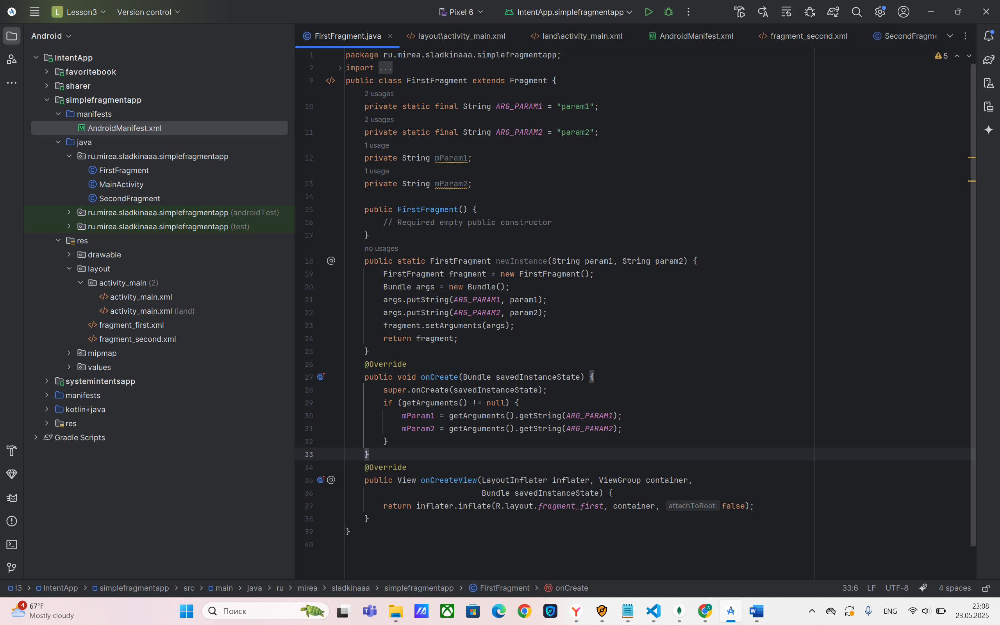 L Lesson3 Version control Pixel 6 IntentApp.simplefragmentapp
Android
IntentApp
favoritebook
sharer
simplefragmentapp
manifests
AndroidManifest.xml
java
ru.mirea.sladkinaaa.simplefragmentapp
FirstFragment
MainActivity
SecondFragment
ru.mirea.sladkinaaa.simplefragmentapp (androidTest)
ru.mirea.sladkinaaa.simplefragmentapp (test)
res
drawable
layout
activity_main (2)
activity_main.xml
activity_main.xml (land)
fragment_first.xml
fragment_second.xml
mipmap
values
systemintentsapp
manifests
kotlin+java
res
Gradle Scripts
FirstFragment.java layout\activity_main.xml land\activity_main.xml AndroidManifest.xml fragment_second.xml SecondFragme
5
1 package ru.mirea.sladkinaaa.simplefragmentapp;
2 import ...
9 public class FirstFragment extends Fragment {
2 usages
10 private static final String ARG_PARAM1 = "param1";
2 usages
11 private static final String ARG_PARAM2 = "param2";
1 usage
12 private String mParam1;
1 usage
13 private String mParam2;
14
15 public FirstFragment() {
16 // Required empty public constructor
17 }
no usages
18 public static FirstFragment newInstance(String param1, String param2) {
19 FirstFragment fragment = new FirstFragment();
20 Bundle args = new Bundle();
21 args.putString(ARG_PARAM1, param1);
22 args.putString(ARG_PARAM2, param2);
23 fragment.setArguments(args);
24 return fragment;
25 }
26 @Override
27 public void onCreate(Bundle savedInstanceState) {
28 super.onCreate(savedInstanceState);
29 if (getArguments() != null) {
30 mParam1 = getArguments().getString(ARG_PARAM1);
31 mParam2 = getArguments().getString(ARG_PARAM2);
32 }
33 }
34 @Override
35 public View onCreateView(LayoutInflater inflater, ViewGroup container,
36 Bundle savedInstanceState) {
37 return inflater.inflate(R.layout.fragment_first, container, attachToRoot: false);
38 }
39 }
40
l3 > IntentApp > simplefragmentapp > src > main > java > ru > mirea > sladkinaaa > simplefragmentapp > FirstFragment > onCreate 33:6 LF UTF-8 4 spaces
4 67°F
Mostly cloudy
Поиск
ENG
23:08
23.05.2025